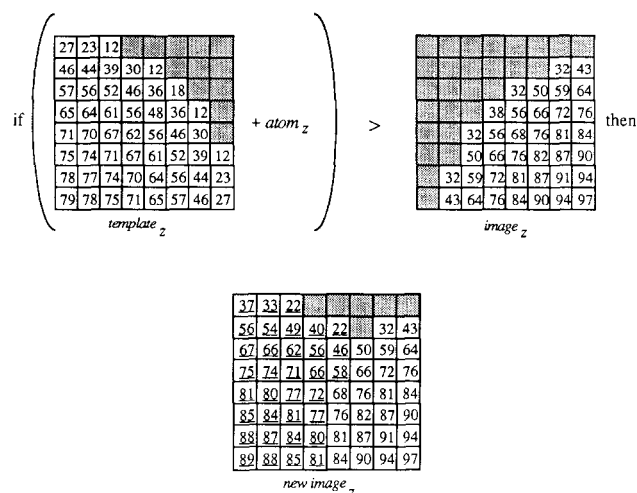 27 23 12
46 44 39 30 12
57 56 52 46 36 18
65 64 61 56 48 36 12
71 70 67 62 56 46 30
75 74 71 67 61 52 39 12
78 77 74 70 64 56 44 23
79 78 75 71 65 57 46 27
template z
if
+ atom z
>
32 43
32 50 59 64
38 56 66 72 76
32 56 68 76 81 84
50 66 76 82 87 90
32 59 72 81 87 91 94
43 64 76 84 90 94 97
image z
then
37 33 22
56 54 49 40 22 32 43
67 66 62 56 46 50 59 64
75 74 71 66 58 66 72 76
81 80 77 72 68 76 81 84
85 84 81 77 76 82 87 90
88 87 84 80 81 87 91 94
89 88 85 81 84 90 94 97
new image z